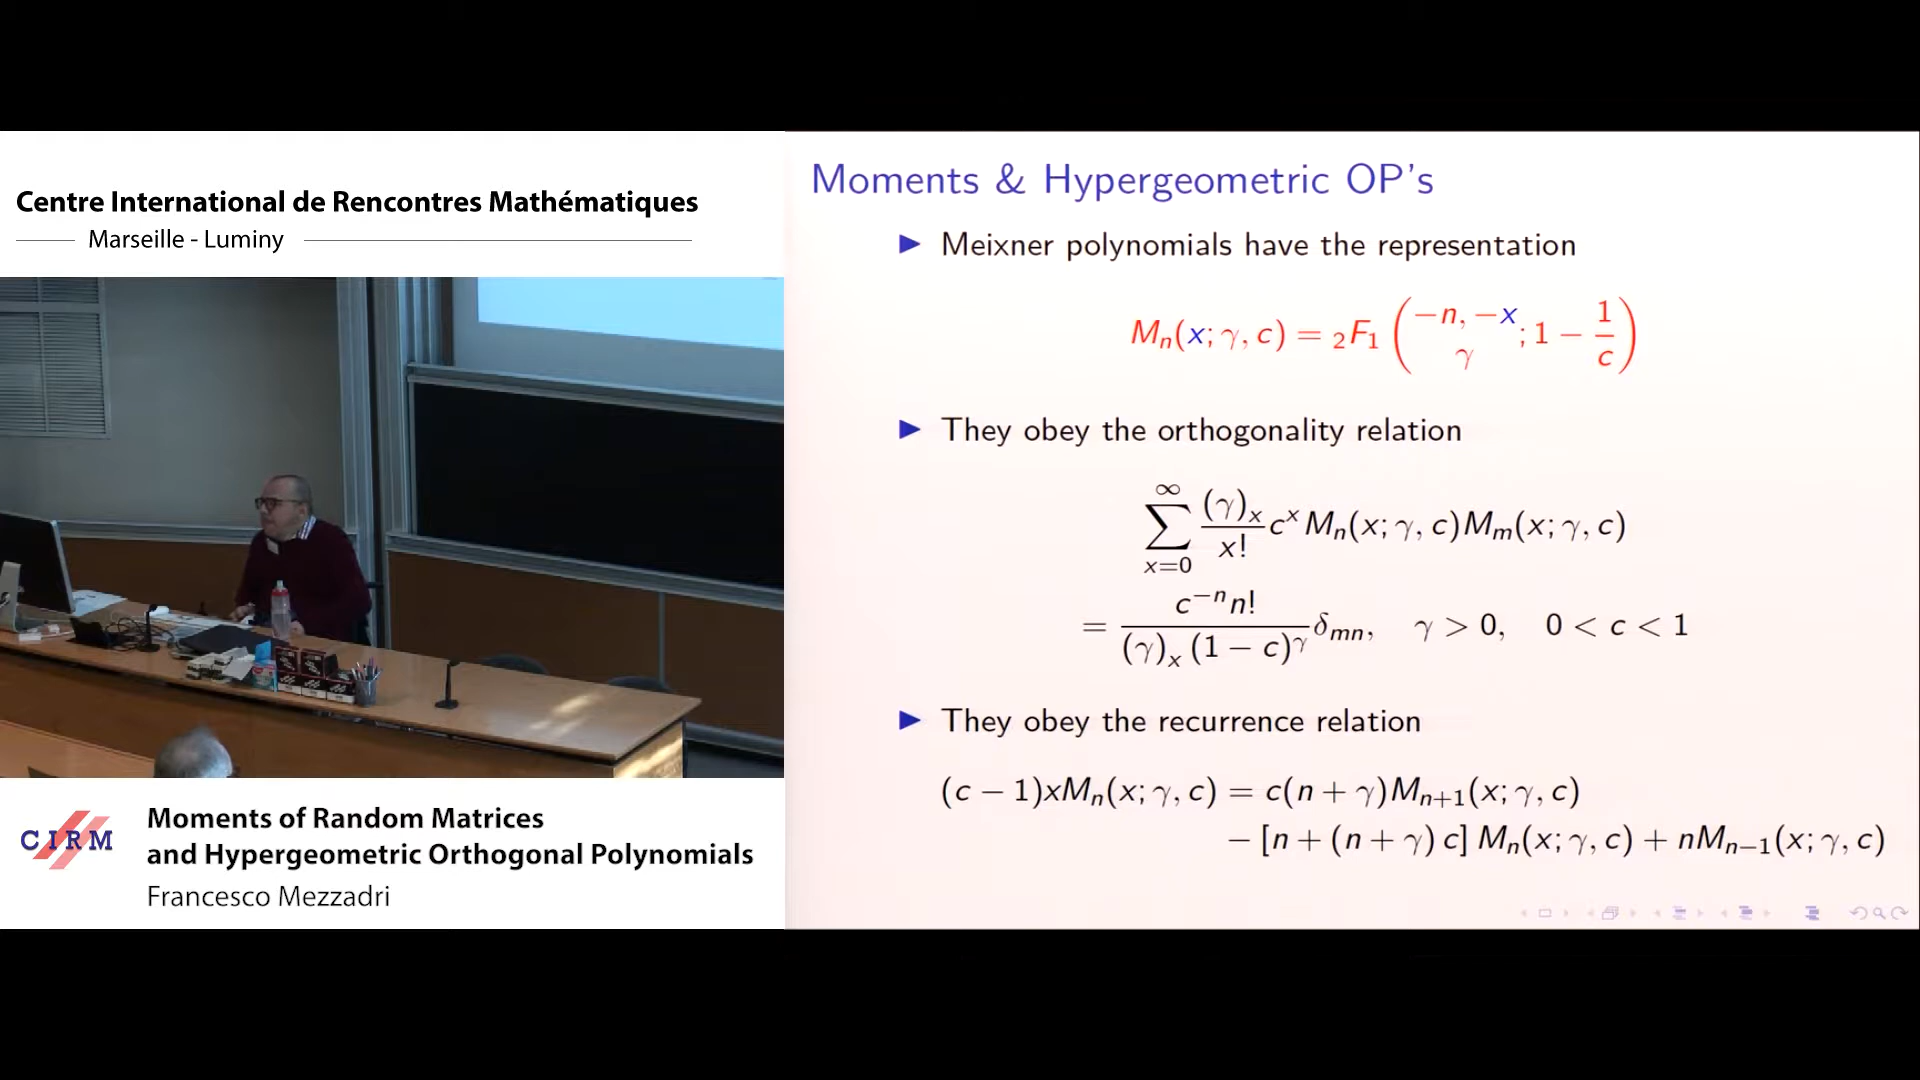 Centre International de Rencontres Mathématiques
Marseille - Luminy
CIRM
Moments of Random Matrices
and Hypergeometric Orthogonal Polynomials
Francesco Mezzadri
Moments & Hypergeometric OP's
▶ Meixner polynomials have the representation
M_n(x; γ, c) = ₂F₁ (−n, −x / γ ; 1 − 1/c)
▶ They obey the orthogonality relation
∑_{x=0}^{∞} (γ)_x / x! c^x M_n(x; γ, c) M_m(x; γ, c)
= c^{−n} n! / ((γ)_x (1 − c)^γ) δ_{mn}, γ > 0, 0 < c < 1
▶ They obey the recurrence relation
(c − 1)xM_n(x; γ, c) = c(n + γ)M_{n+1}(x; γ, c)
− [n + (n + γ) c] M_n(x; γ, c) + nM_{n−1}(x; γ, c)